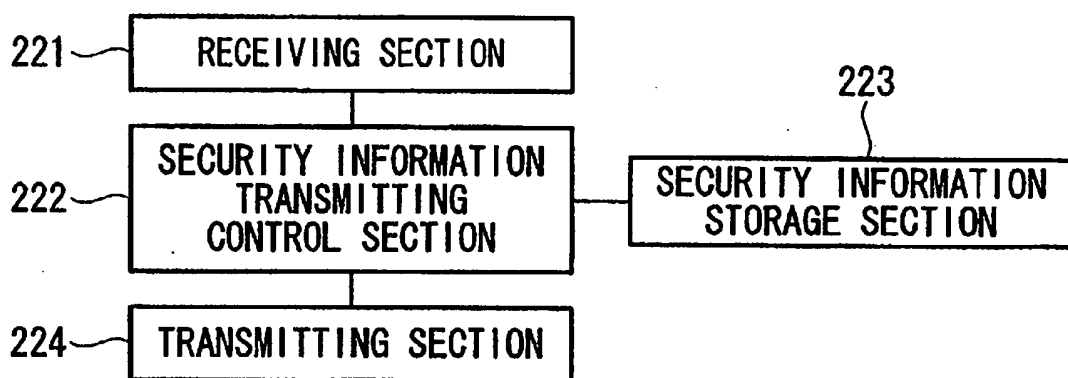 221
RECEIVING SECTION
223
222
SECURITY INFORMATION
TRANSMITTING
CONTROL SECTION
SECURITY INFORMATION
STORAGE SECTION
224
TRANSMITTING SECTION